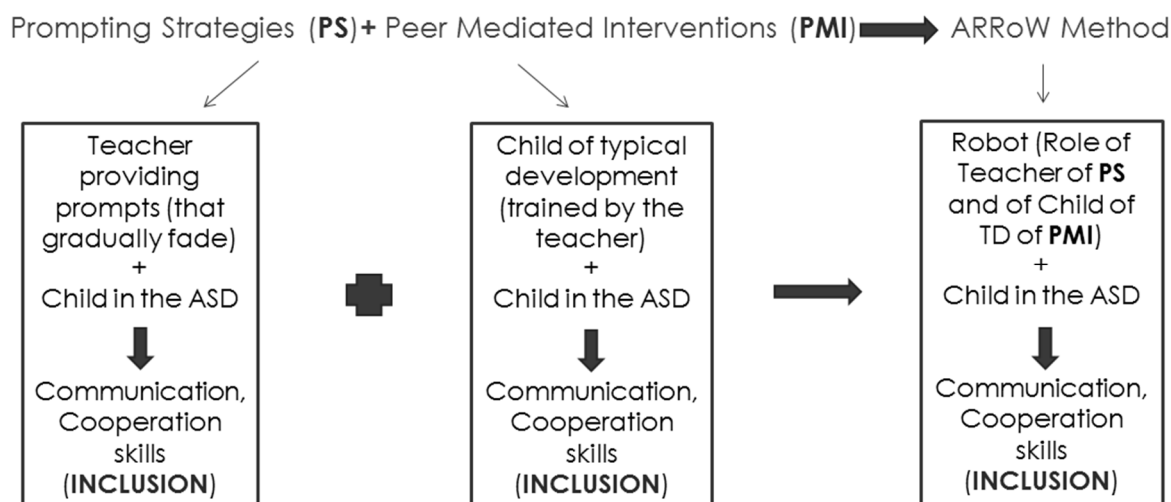 Prompting Strategies (PS)+ Peer Mediated Interventions (PMI) ARRoW Method
Teacher
providing
prompts (that
gradually fade)
+
Child in the ASD
Communication,
Cooperation
skills
(INCLUSION)
Child of typical
development
(trained by the
teacher)
+
Child in the ASD
Communication,
Cooperation
skills
(INCLUSION)
Robot (Role of
Teacher of PS
and of Child of
TD of PMI)
+
Child in the ASD
Communication,
Cooperation
skills
(INCLUSION)